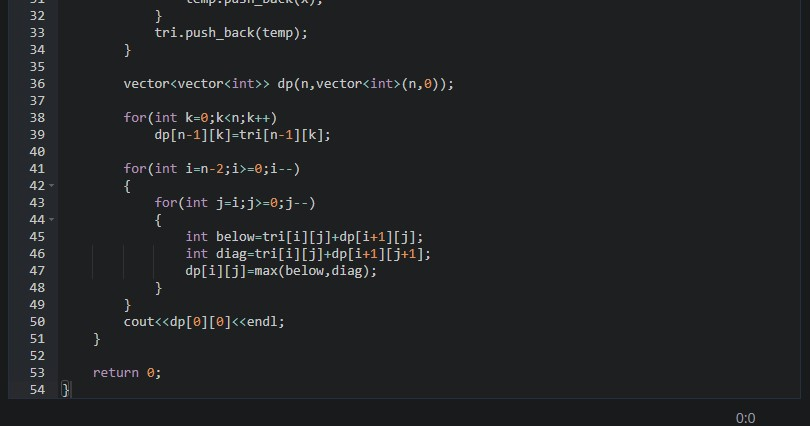 31 temp.push_back(x);
32 }
33 tri.push_back(temp);
34 }
35
36 vector<vector<int>> dp(n,vector<int>(n,0));
37
38 for(int k=0;k<n;k++)
39 dp[n-1][k]=tri[n-1][k];
40
41 for(int i=n-2;i>=0;i--)
42 {
43 for(int j=i;j>=0;j--)
44 {
45 int below=tri[i][j]+dp[i+1][j];
46 int diag=tri[i][j]+dp[i+1][j+1];
47 dp[i][j]=max(below,diag);
48 }
49 }
50 cout<<dp[0][0]<<endl;
51 }
52
53 return 0;
54 }
0:0